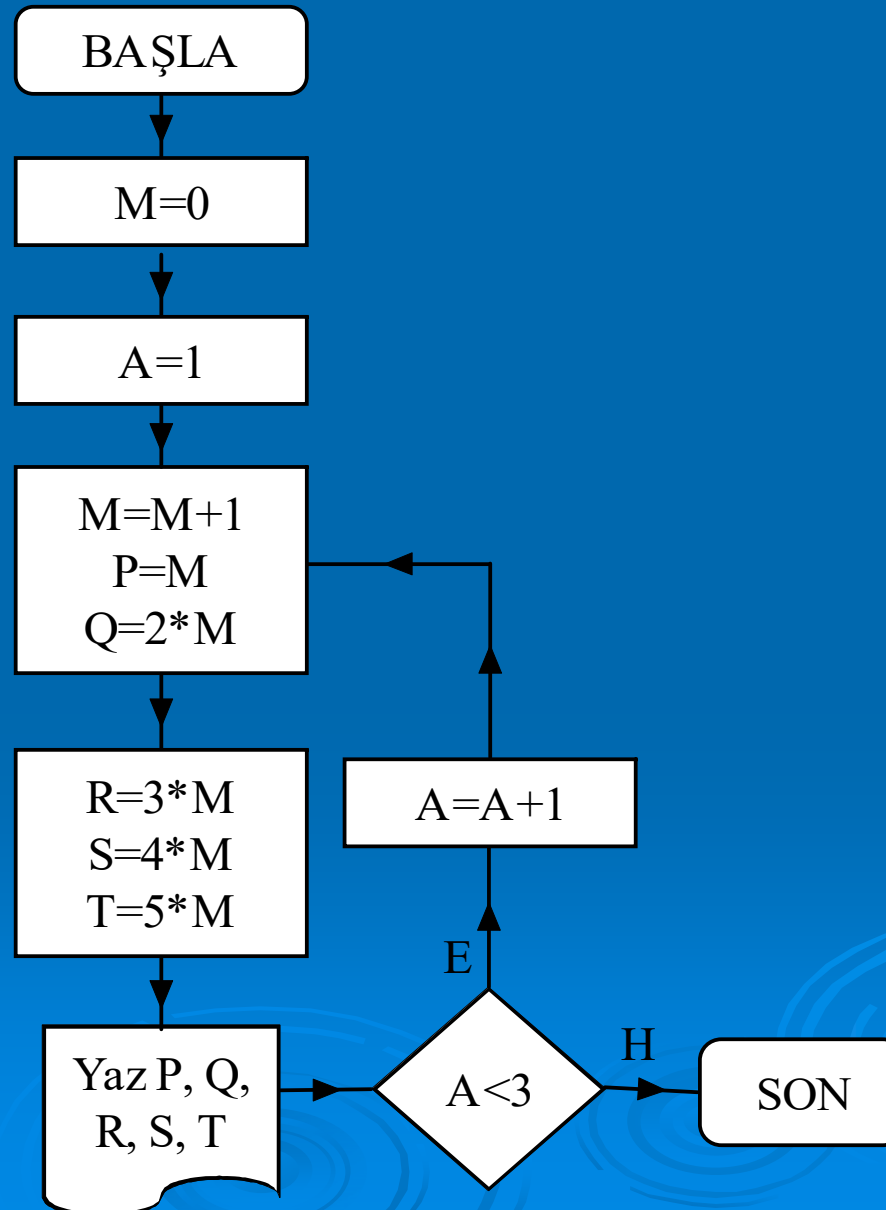 BAŞLA
M=0
A=1
M=M+1
P=M
Q=2*M
R=3*M
S=4*M
T=5*M
A=A+1
E
Yaz P, Q,
R, S, T
A<3
H
SON